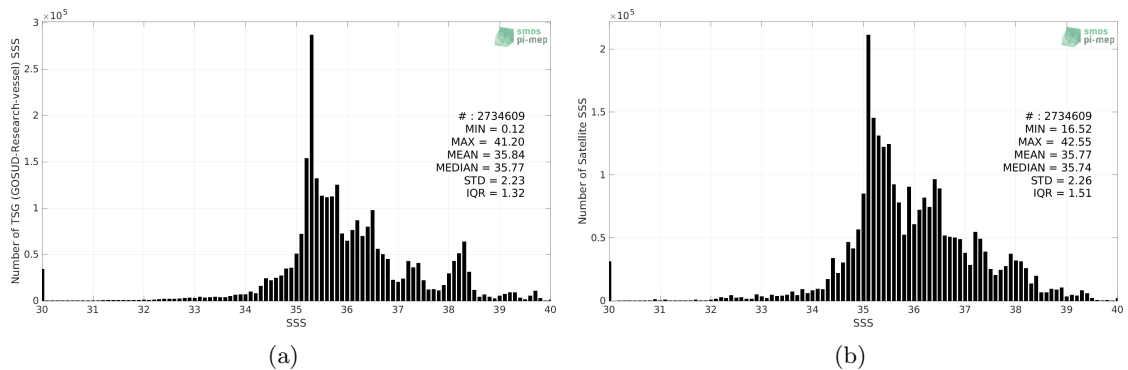 ×10⁵
smos
pi-mep
Number of TSG (GOSUD-Research-vessel) SSS
3
2.5
2
1.5
1
0.5
0
# : 2734609
MIN = 0.12
MAX = 41.20
MEAN = 35.84
MEDIAN = 35.77
STD = 2.23
IQR = 1.32
30 31 32 33 34 35 36 37 38 39 40
SSS
(a)
×10⁵
smos
pi-mep
Number of Satellite SSS
2
1.5
1
0.5
0
# : 2734609
MIN = 16.52
MAX = 42.55
MEAN = 35.77
MEDIAN = 35.74
STD = 2.26
IQR = 1.51
30 31 32 33 34 35 36 37 38 39 40
SSS
(b)